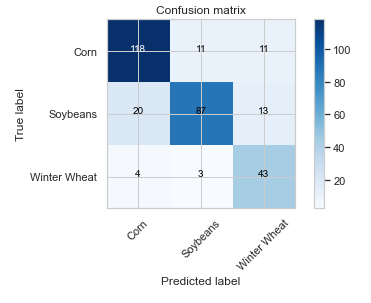 Confusion matrix
True label
Corn 118 11 11
Soybeans 20 87 13
Winter Wheat 4 3 43
Corn Soybeans Winter Wheat
Predicted label
100
80
60
40
20